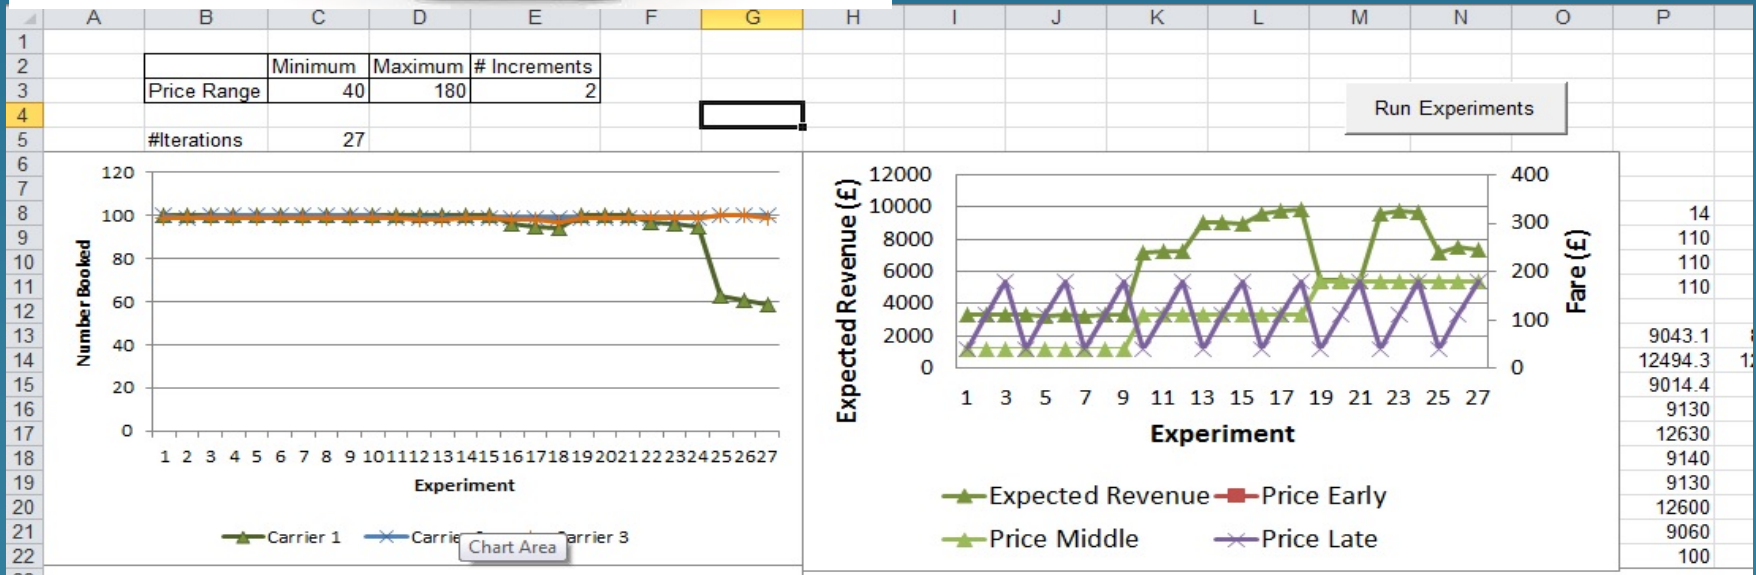 A B C D E F G H I J K L M N O P
1
2 Minimum Maximum # Increments
3 Price Range 40 180 2
4 Run Experiments
5 #Iterations 27
6
7
8 14
9 110
10 110
11 110
12
13 9043.1
14 12494.3 12
15 9014.4
16 9130
17 12630
18 9140
19 9130
20 12600
21 9060
22 100
120
100
80
60
40
20
0
Number Booked
1 2 3 4 5 6 7 8 9 10 11 12 13 14 15 16 17 18 19 20 21 22 23 24 25 26 27
Experiment
Carrier 1 Carrie arrier 3
Chart Area
12000 400
10000
8000 300
6000 200
4000
2000 100
0 0
Expected Revenue (£)
Fare (£)
1 3 5 7 9 11 13 15 17 19 21 23 25 27
Experiment
Expected Revenue Price Early
Price Middle Price Late